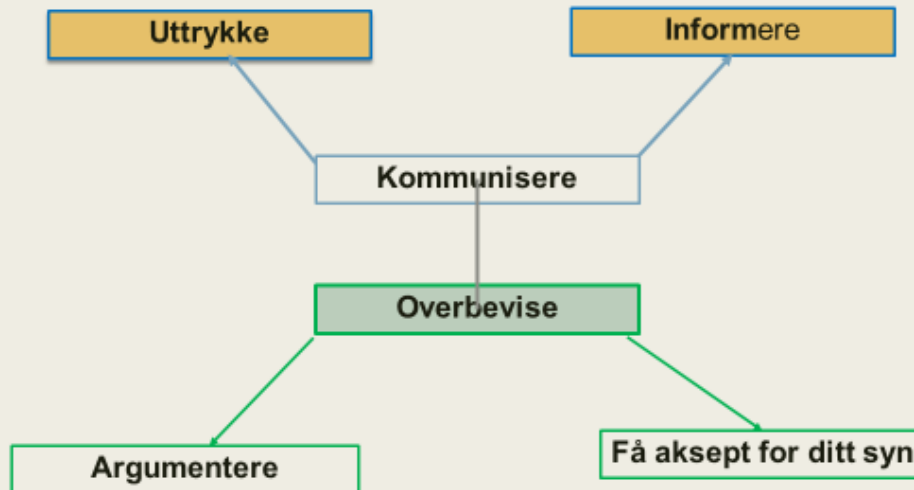 Uttrykke
Informere
Kommunisere
Overbevise
Argumentere
Få aksept for ditt syn